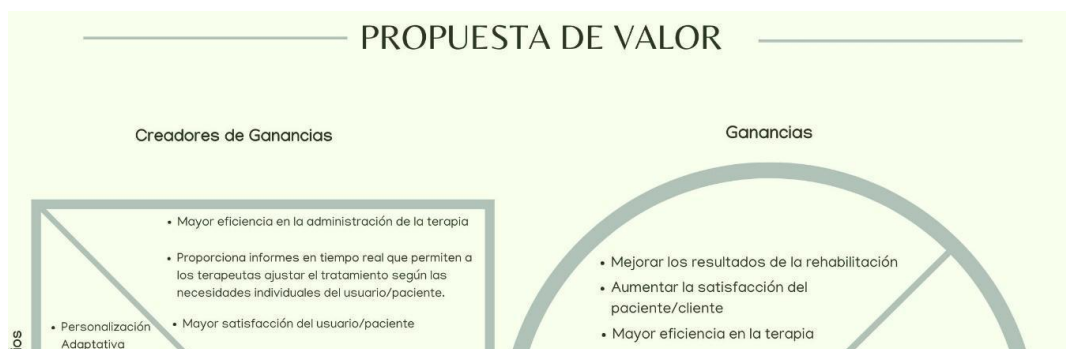 PROPUESTA DE VALOR
Creadores de Ganancias
Ganancias
• Mayor eficiencia en la administración de la terapia
• Proporciona informes en tiempo real que permiten a
los terapeutas ajustar el tratamiento según las
necesidades individuales del usuario/paciente.
• Mayor satisfacción del usuario/paciente
• Personalización
Adaptativa
• Mejorar los resultados de la rehabilitación
• Aumentar la satisfacción del
paciente/cliente
• Mayor eficiencia en la terapia